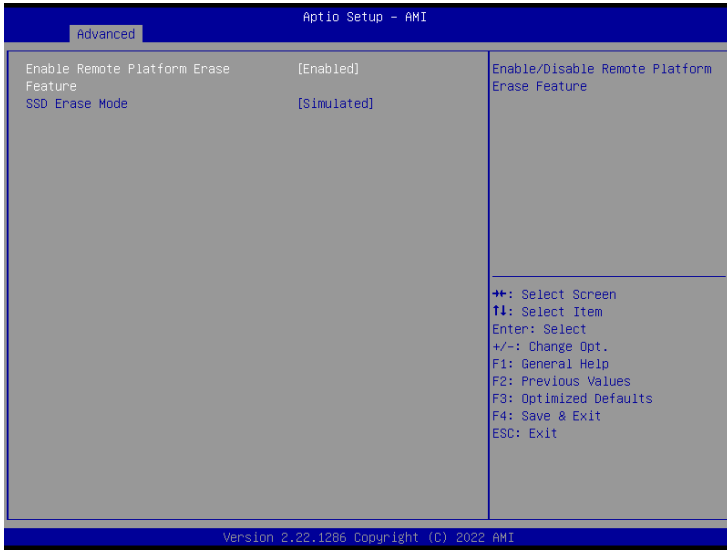 Aptio Setup – AMI
Advanced
Enable Remote Platform Erase [Enabled]
Feature
SSD Erase Mode [Simulated]
Enable/Disable Remote Platform
Erase Feature
→←: Select Screen
↑↓: Select Item
Enter: Select
+/-: Change Opt.
F1: General Help
F2: Previous Values
F3: Optimized Defaults
F4: Save & Exit
ESC: Exit
Version 2.22.1286 Copyright (C) 2022 AMI